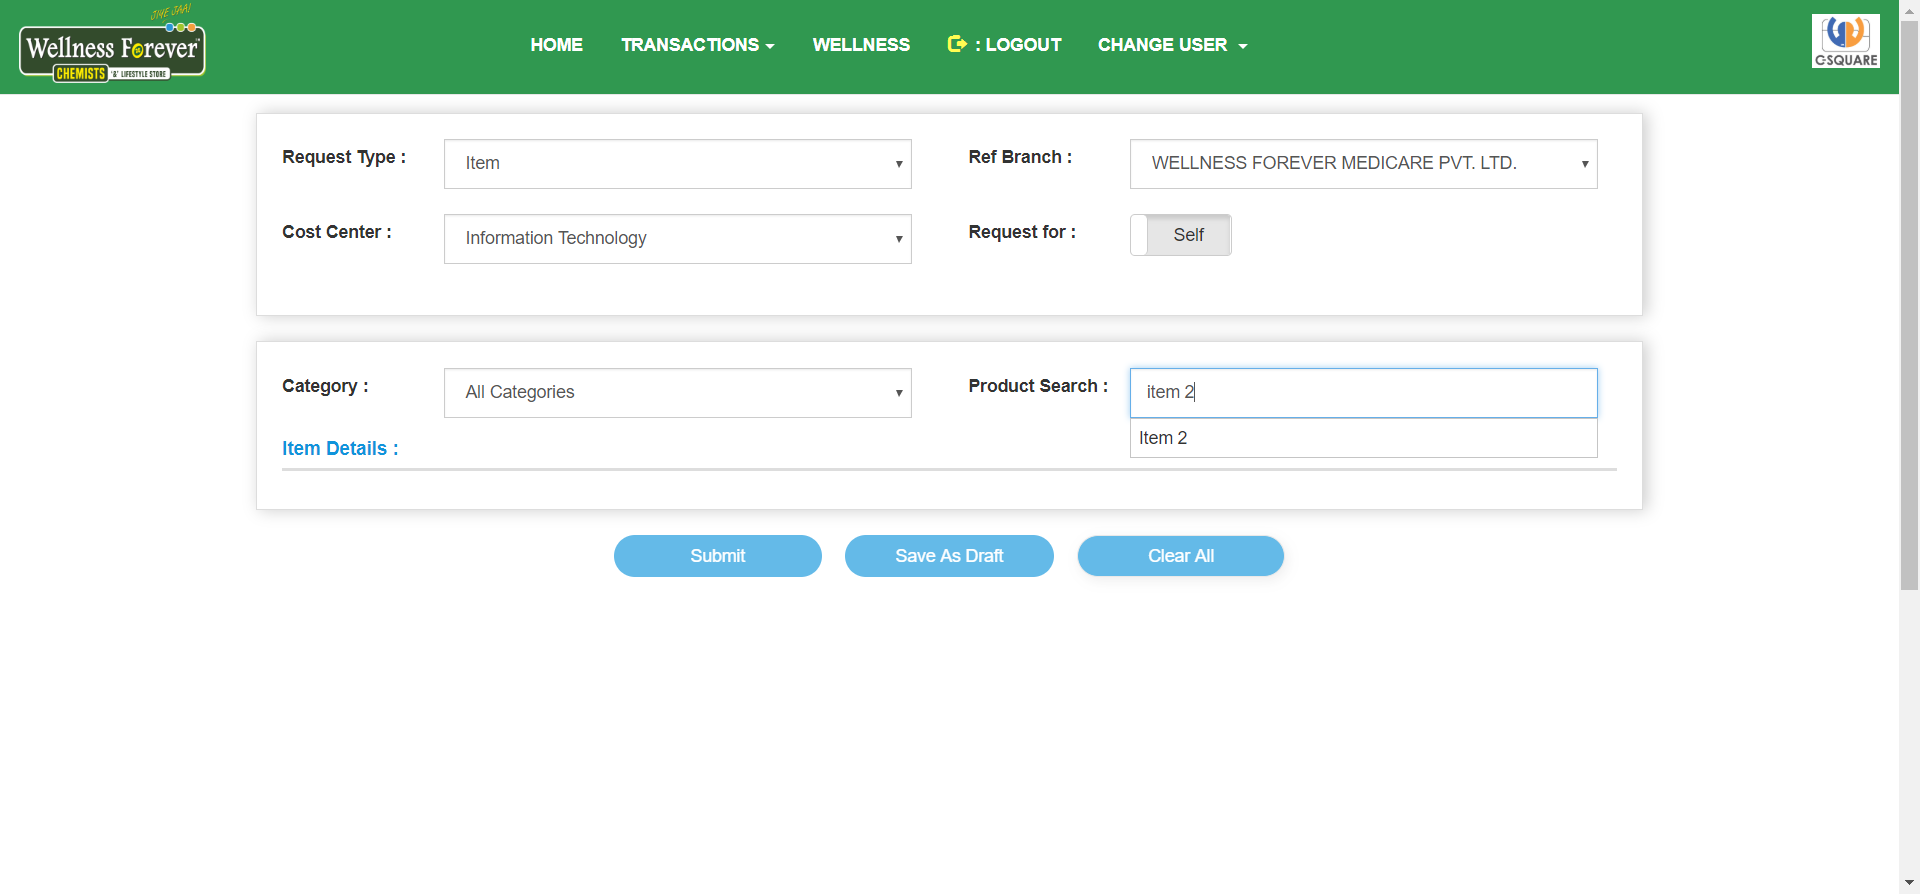 JIYE JAA!
Wellness Forever
CHEMISTS '&' LIFESTYLE STORE
HOME
TRANSACTIONS
WELLNESS
: LOGOUT
CHANGE USER
C-SQUARE
Request Type :
Item
Ref Branch :
WELLNESS FOREVER MEDICARE PVT. LTD.
Cost Center :
Information Technology
Request for :
Self
Category :
All Categories
Product Search :
item 2
Item 2
Item Details :
Submit
Save As Draft
Clear All